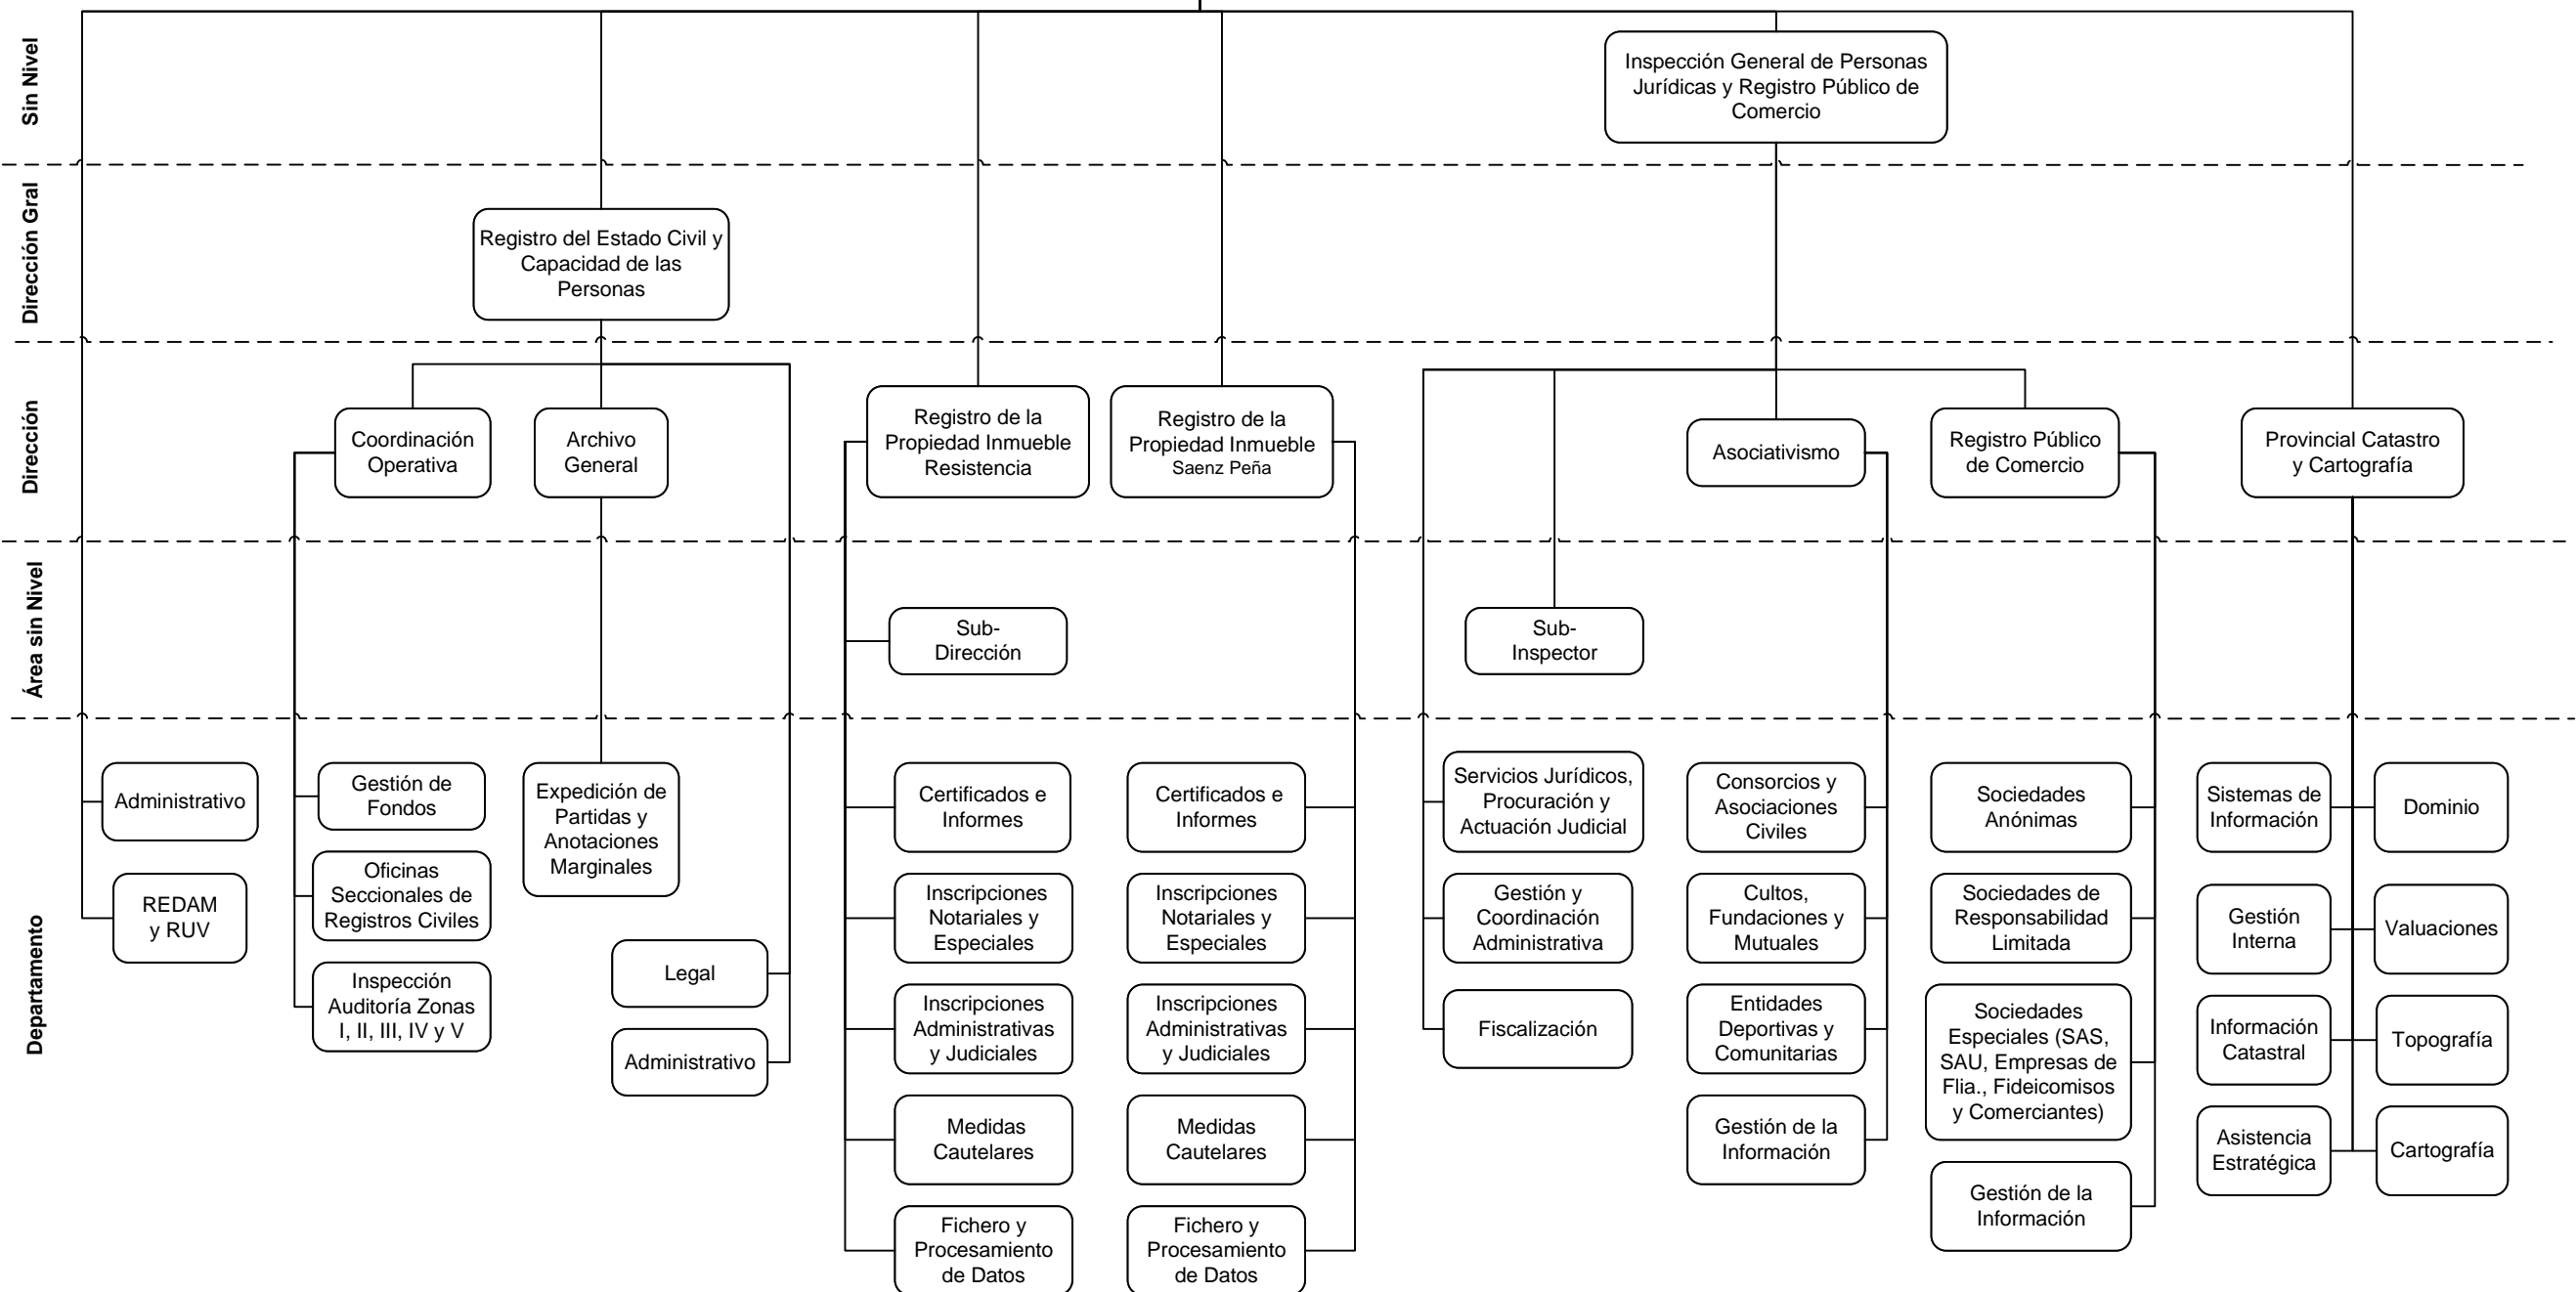 Sin Nivel
Inspección General de Personas
Jurídicas y Registro Público de
Comercio
Dirección Gral
Registro del Estado Civil y
Capacidad de las
Personas
Dirección
Coordinación
Operativa
Archivo
General
Registro de la
Propiedad Inmueble
Resistencia
Registro de la
Propiedad Inmueble
Saenz Peña
Asociativismo
Registro Público
de Comercio
Provincial Catastro
y Cartografía
Área sin Nivel
Sub-
Dirección
Sub-
Inspector
Departamento
Administrativo
REDAM
y RUV
Gestión de
Fondos
Oficinas
Seccionales de
Registros Civiles
Inspección
Auditoría Zonas
I, II, III, IV y V
Expedición de
Partidas y
Anotaciones
Marginales
Legal
Administrativo
Certificados e
Informes
Inscripciones
Notariales y
Especiales
Inscripciones
Administrativas
y Judiciales
Medidas
Cautelares
Fichero y
Procesamiento
de Datos
Certificados e
Informes
Inscripciones
Notariales y
Especiales
Inscripciones
Administrativas
y Judiciales
Medidas
Cautelares
Fichero y
Procesamiento
de Datos
Servicios Jurídicos,
Procuración y
Actuación Judicial
Gestión y
Coordinación
Administrativa
Fiscalización
Consorcios y
Asociaciones
Civiles
Cultos,
Fundaciones y
Mutuales
Entidades
Deportivas y
Comunitarias
Gestión de la
Información
Sociedades
Anónimas
Sociedades de
Responsabilidad
Limitada
Sociedades
Especiales (SAS,
SAU, Empresas de
Flia., Fideicomisos
y Comerciantes)
Gestión de la
Información
Sistemas de
Información
Gestión
Interna
Información
Catastral
Asistencia
Estratégica
Dominio
Valuaciones
Topografía
Cartografía